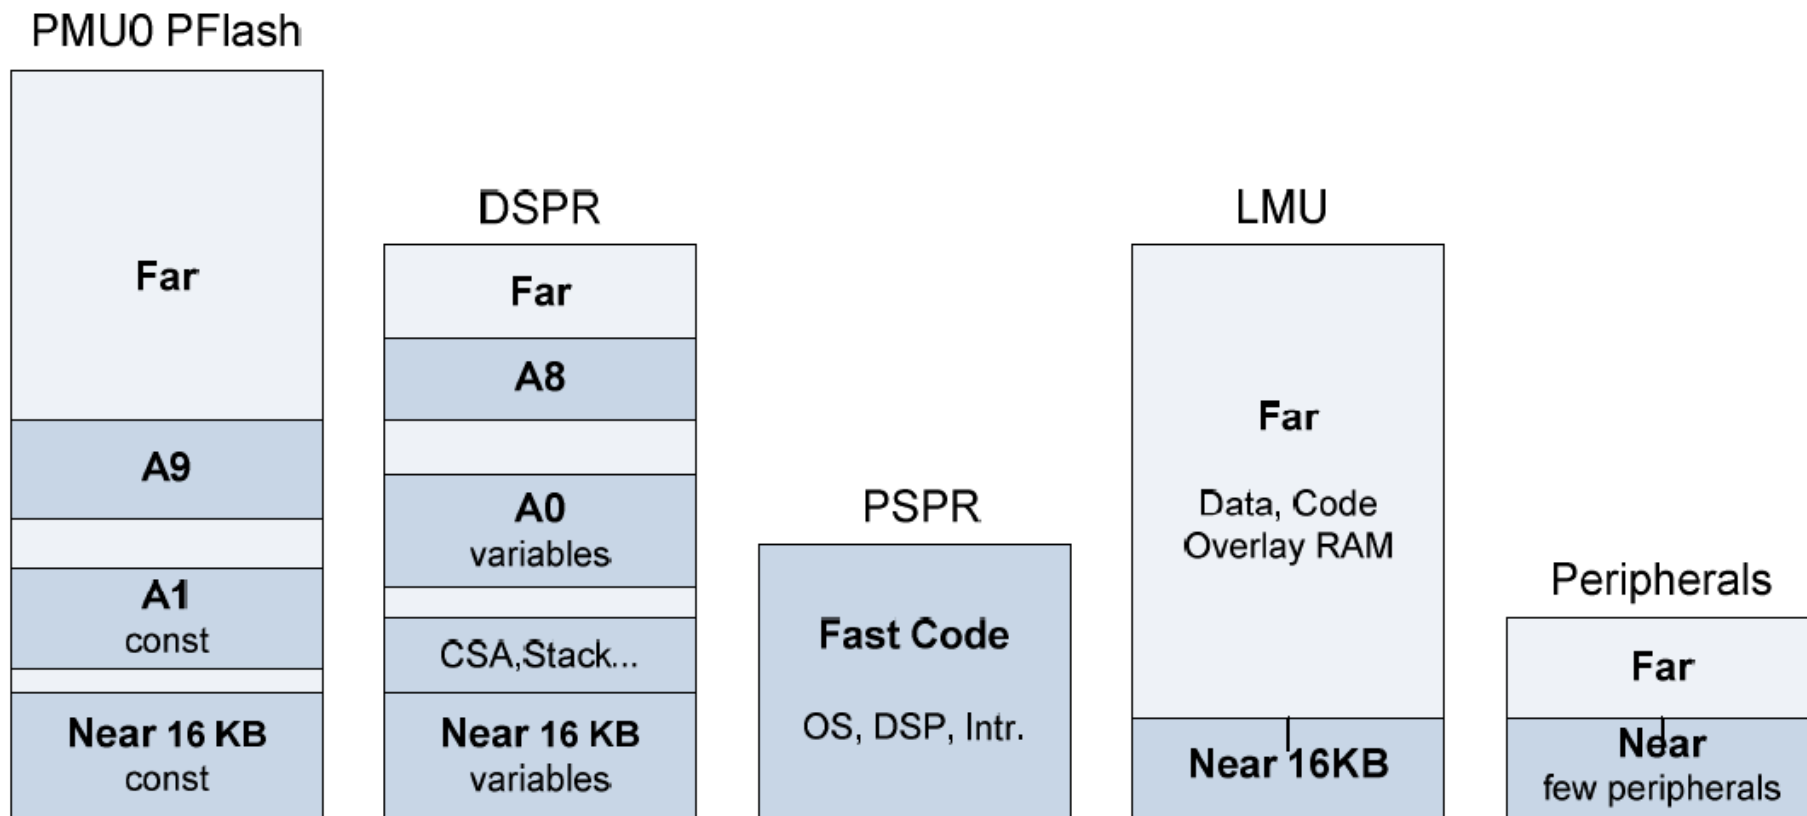 PMU0 PFlash
Far
A9
A1
const
Near 16 KB
const
DSPR
Far
A8
A0
variables
CSA,Stack...
Near 16 KB
variables
PSPR
Fast Code
OS, DSP, Intr.
LMU
Far
Data, Code
Overlay RAM
Near 16KB
Peripherals
Far
Near
few peripherals